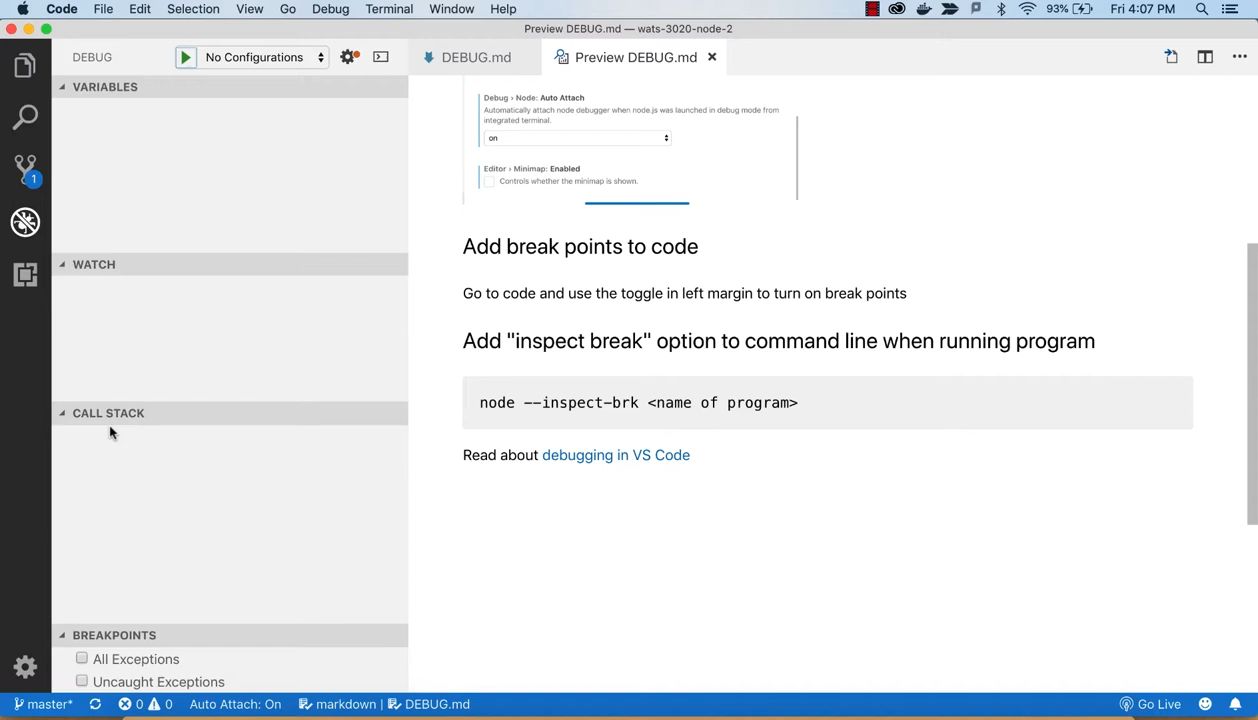 Code File Edit Selection View Go Debug Terminal Window Help 93% Fri 4:07 PM
Preview DEBUG.md — wats-3020-node-2
DEBUG No Configurations
DEBUG.md Preview DEBUG.md
VARIABLES
WATCH
CALL STACK
BREAKPOINTS
All Exceptions
Uncaught Exceptions
1
Debug › Node: Auto Attach
Automatically attach node debugger when node.js was launched in debug mode from
integrated terminal.
on
Editor › Minimap: Enabled
Controls whether the minimap is shown.
Add break points to code
Go to code and use the toggle in left margin to turn on break points
Add "inspect break" option to command line when running program
node --inspect-brk <name of program>
Read about debugging in VS Code
master* 0 0 Auto Attach: On markdown | DEBUG.md Go Live